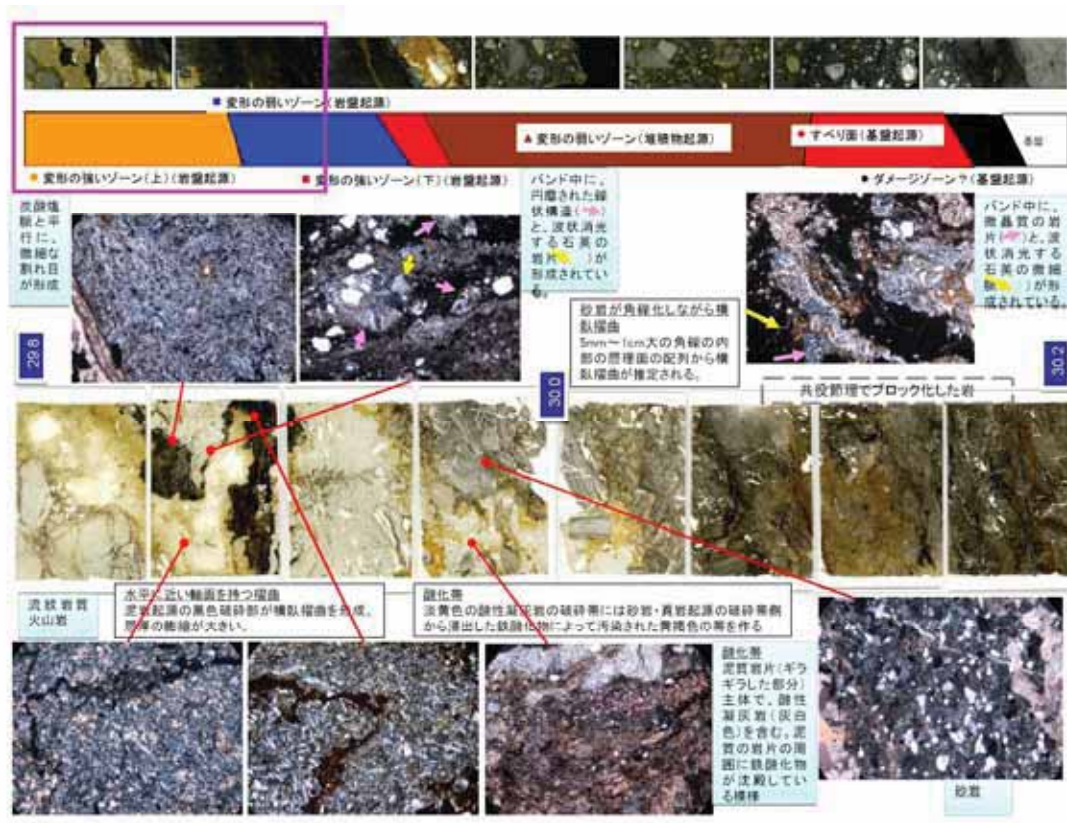 ■ 変形の弱いゾーン(岩盤起源)
▲ 変形の弱いゾーン(堆積物起源)
● すべり面(基盤起源)
● 変形の強いゾーン(上)(岩盤起源)
■ 変形の強いゾーン(下)(岩盤起源)
● ダメージゾーン?(基盤起源)
炭酸塩
脈と平
行に、
微細な
割れ目
が形成
バンド中に、
円磨された礫
状構造( )
と、波状消光
する石英の
岩片 )が
形成されてい
る。
バンド中に、
微晶質の岩
片( )と、波
状消光する
石英の微細
脈 )が形
成されている。
砂岩が角礫化しながら横
臥褶曲
5mm~1cm大の角礫の内
部の葉理面の配列から横
臥褶曲が推定される。
29.8
30.0
30.2
共役節理でブロック化した岩
流紋岩質
火山岩
水平に近い軸面を持つ褶曲
泥岩起源の黒色破砕部が横臥褶曲を形成。
層厚の膨縮が大きい。
酸化帯
淡黄色の酸性凝灰岩の破砕帯には砂岩・頁岩起源の破砕帯側
から滲出した鉄酸化物によって汚染された黄褐色の帯を作る
酸化帯
泥質岩片(ギラ
ギラした部分)
主体で、酸性
凝灰岩(灰白
色)を含む。泥
質の岩片の周
囲に鉄酸化物
が沈殿してい
る模様
砂岩